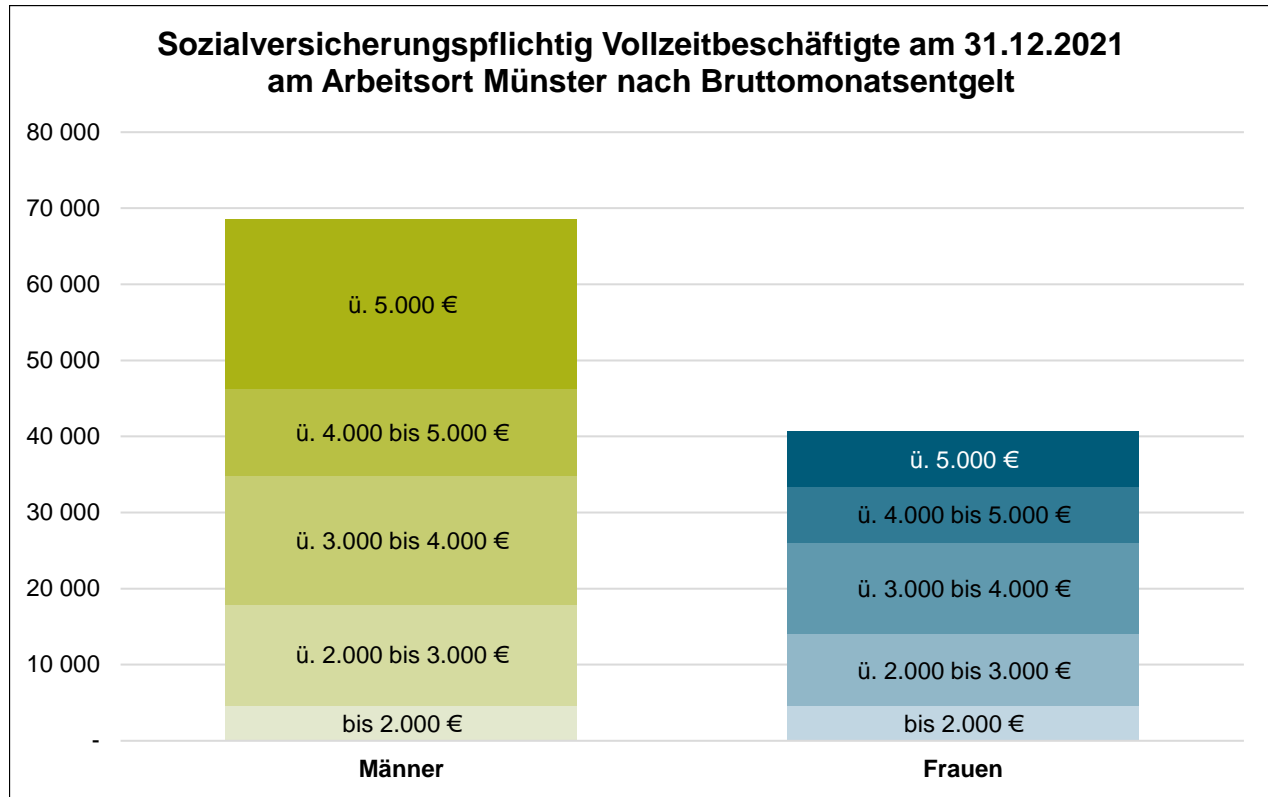 Sozialversicherungspflichtig Vollzeitbeschäftigte am 31.12.2021
am Arbeitsort Münster nach Bruttomonatsentgelt
80 000
70 000
60 000
50 000
40 000
30 000
20 000
10 000
-
ü. 5.000 €
ü. 4.000 bis 5.000 €
ü. 3.000 bis 4.000 €
ü. 2.000 bis 3.000 €
bis 2.000 €
ü. 5.000 €
ü. 4.000 bis 5.000 €
ü. 3.000 bis 4.000 €
ü. 2.000 bis 3.000 €
bis 2.000 €
Männer
Frauen